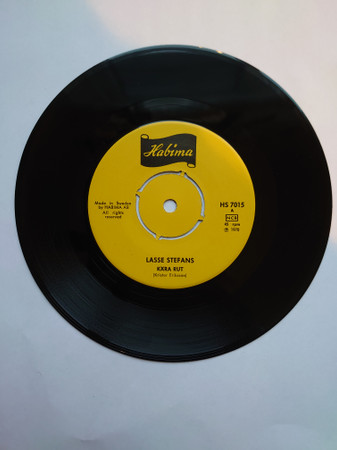 Habima
Made in Sweden
by HABIMA AB
All rights
reserved
HS 7015
A
NCB
45 rpm
LASSE STEFANS
KÄRA RUT